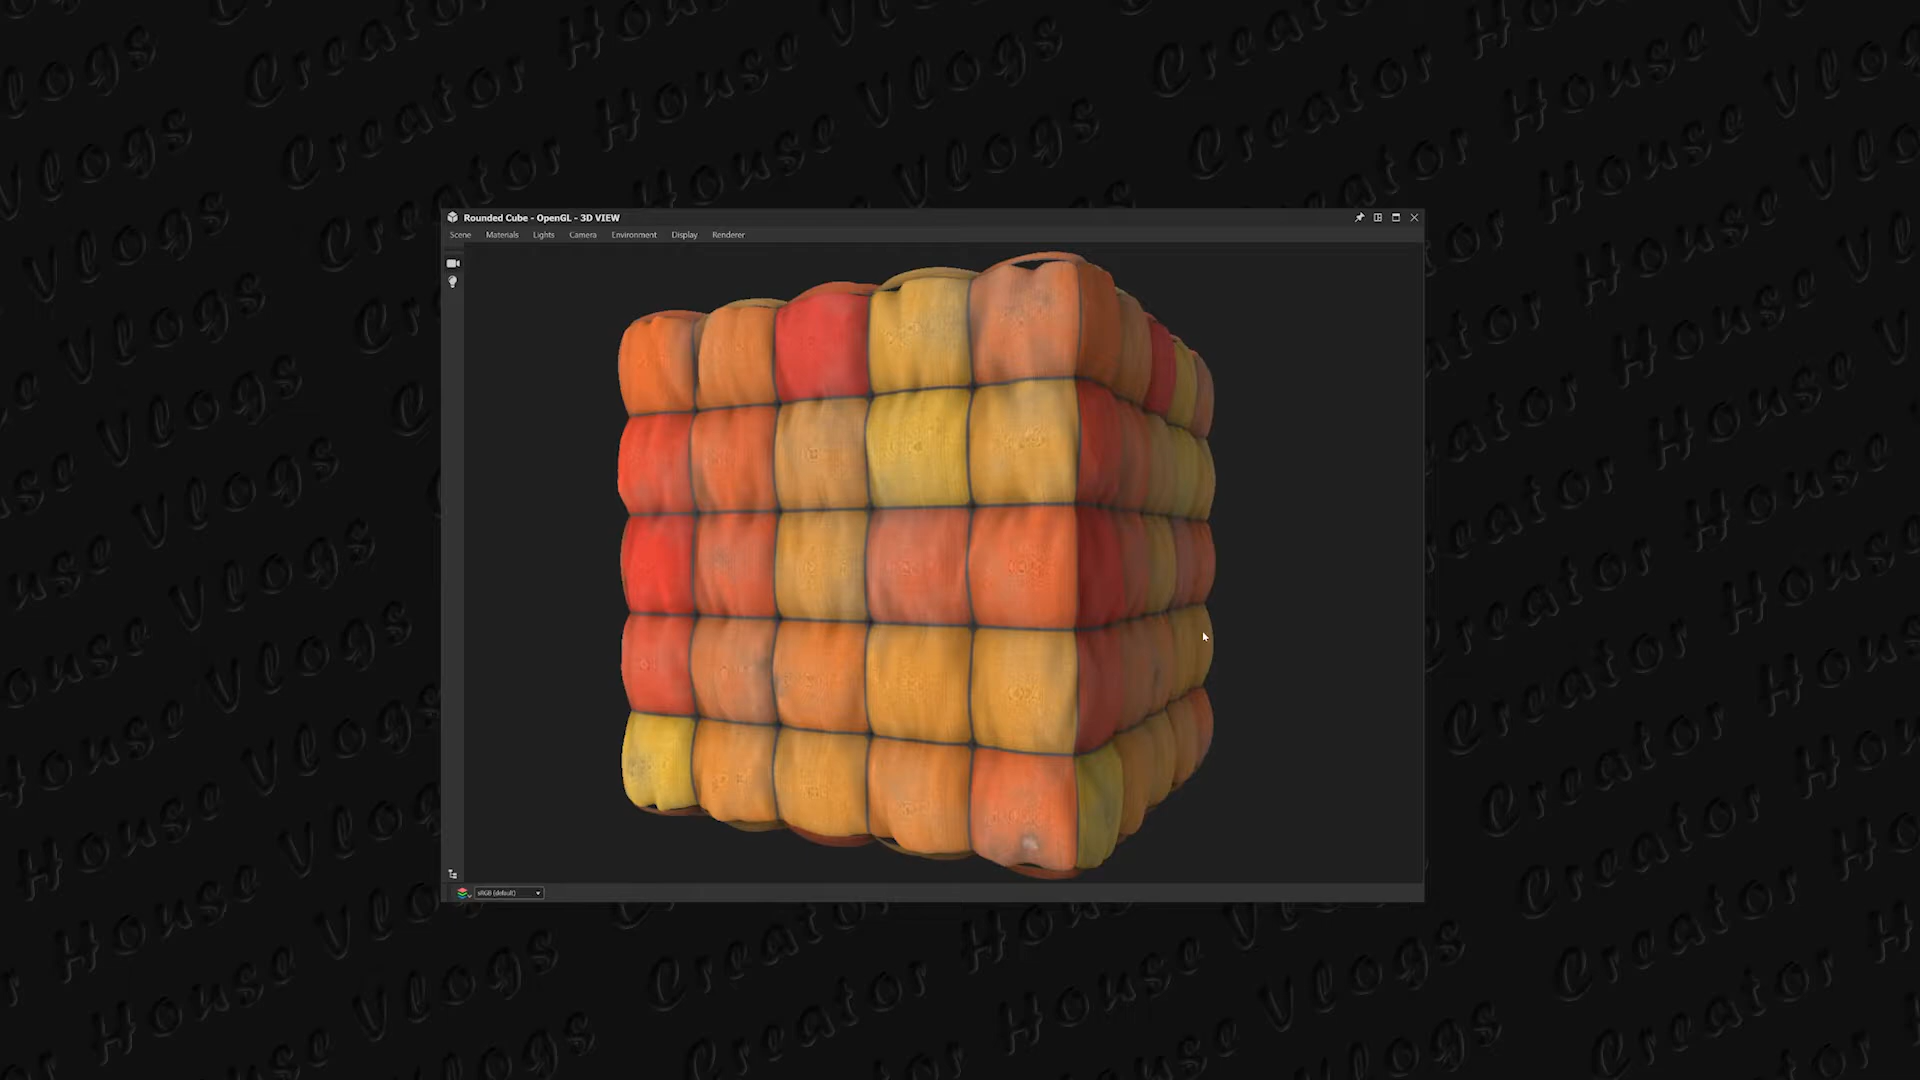 Creator House Vlogs
Rounded Cube - OpenGL - 3D VIEW
Scene Materials Lights Camera Environment Display Renderer
sRGB (default)